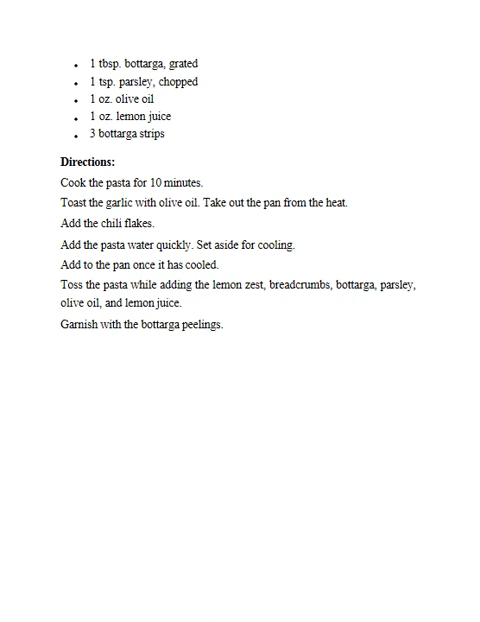 • 1 tbsp. bottarga, grated
• 1 tsp. parsley, chopped
• 1 oz. olive oil
• 1 oz. lemon juice
• 3 bottarga strips
Directions:
Cook the pasta for 10 minutes.
Toast the garlic with olive oil. Take out the pan from the heat.
Add the chili flakes.
Add the pasta water quickly. Set aside for cooling.
Add to the pan once it has cooled.
Toss the pasta while adding the lemon zest, breadcrumbs, bottarga, parsley,
olive oil, and lemon juice.
Garnish with the bottarga peelings.